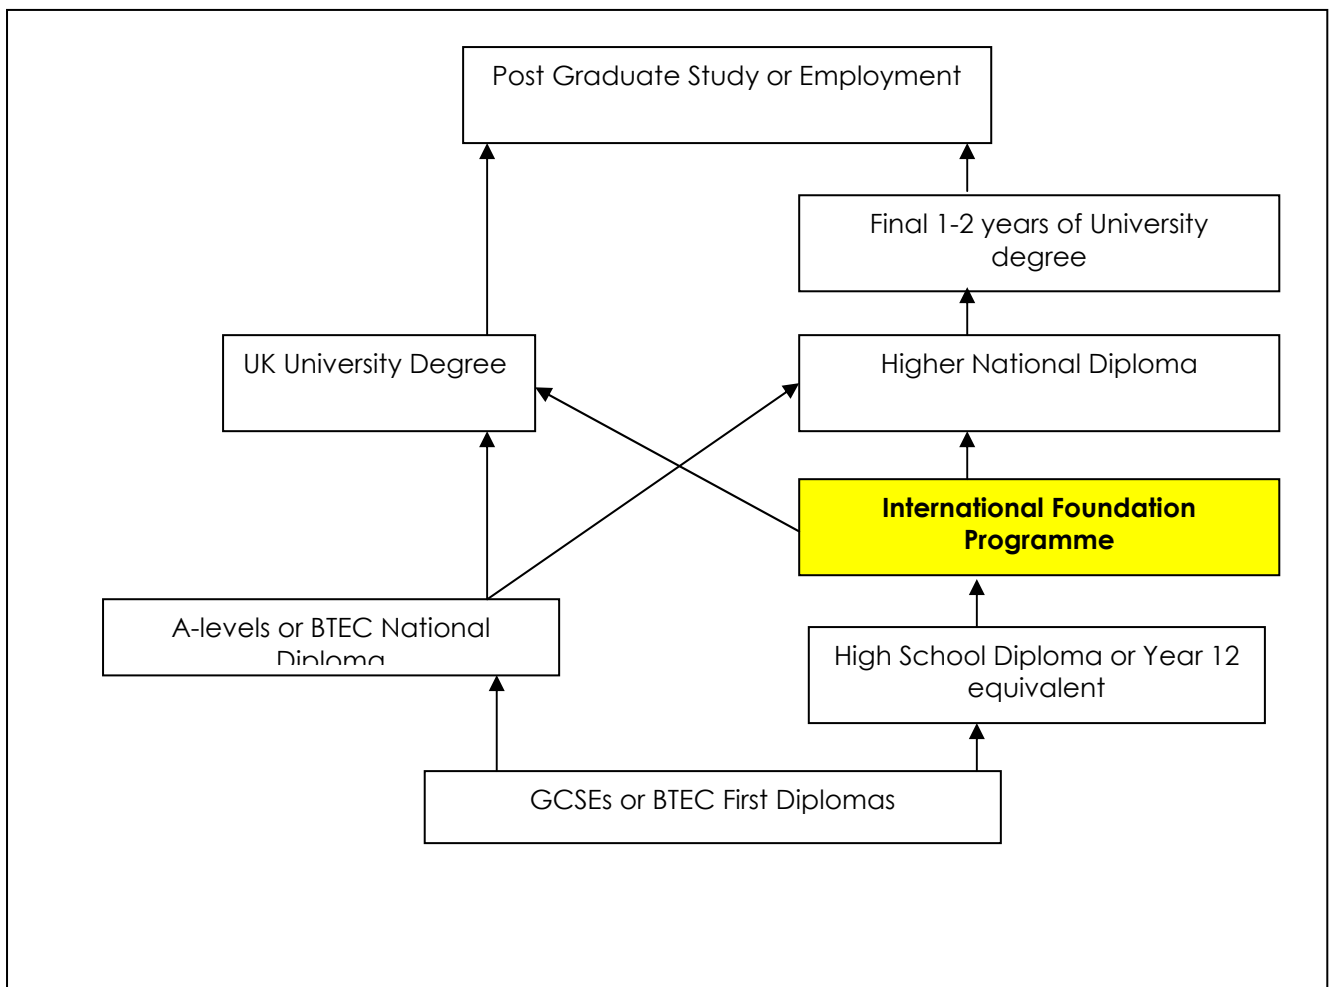 Post Graduate Study or Employment
Final 1-2 years of University
degree
UK University Degree
Higher National Diploma
International Foundation
Programme
A-levels or BTEC National
Diploma
High School Diploma or Year 12
equivalent
GCSEs or BTEC First Diplomas